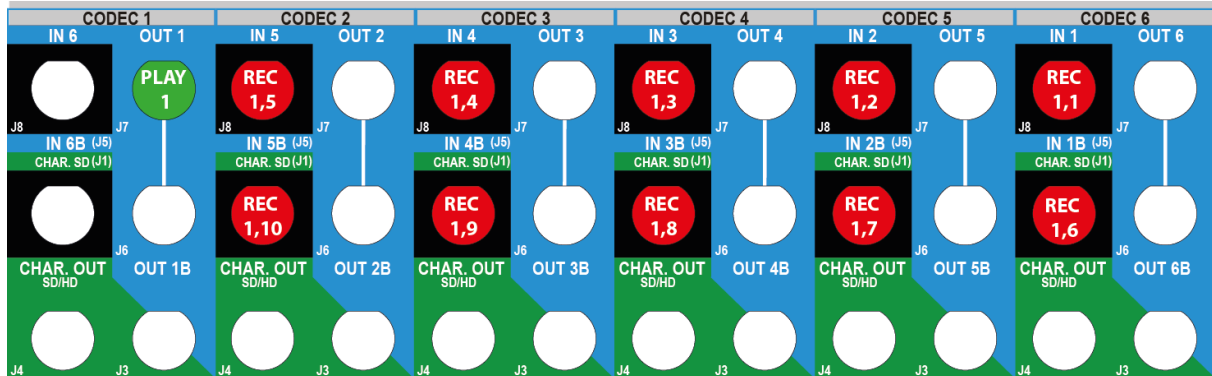 CODEC 1 CODEC 2 CODEC 3 CODEC 4 CODEC 5 CODEC 6
IN 6 OUT 1 IN 5 OUT 2 IN 4 OUT 3 IN 3 OUT 4 IN 2 OUT 5 IN 1 OUT 6
PLAY REC REC REC REC REC
1 1,5 1,4 1,3 1,2 1,1
J8 J7 J8 J7 J8 J7 J8 J7 J8 J7 J8 J7
IN 6B (J5) IN 5B (J5) IN 4B (J5) IN 3B (J5) IN 2B (J5) IN 1B (J5)
CHAR. SD (J1) CHAR. SD (J1) CHAR. SD (J1) CHAR. SD (J1) CHAR. SD (J1) CHAR. SD (J1)
REC REC REC REC REC
1,10 1,9 1,8 1,7 1,6
J6 J6 J6 J6 J6 J6
CHAR. OUT OUT 1B CHAR. OUT OUT 2B CHAR. OUT OUT 3B CHAR. OUT OUT 4B CHAR. OUT OUT 5B CHAR. OUT OUT 6B
SD/HD SD/HD SD/HD SD/HD SD/HD SD/HD
J4 J3 J4 J3 J4 J3 J4 J3 J4 J3 J4 J3